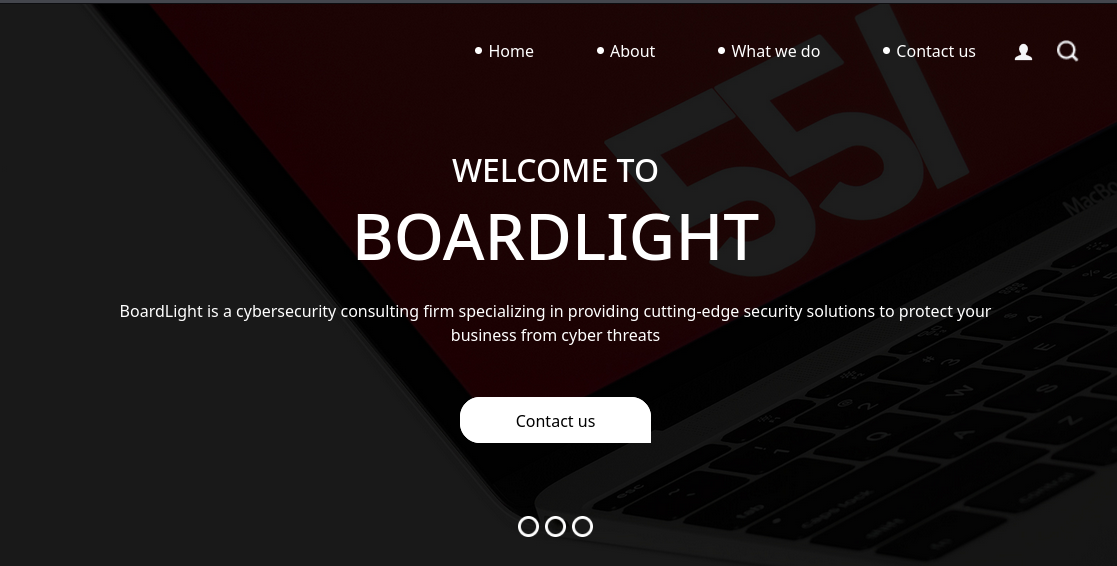 Home
About
What we do
Contact us
WELCOME TO
BOARDLIGHT
BoardLight is a cybersecurity consulting firm specializing in providing cutting-edge security solutions to protect your
business from cyber threats
Contact us
55/